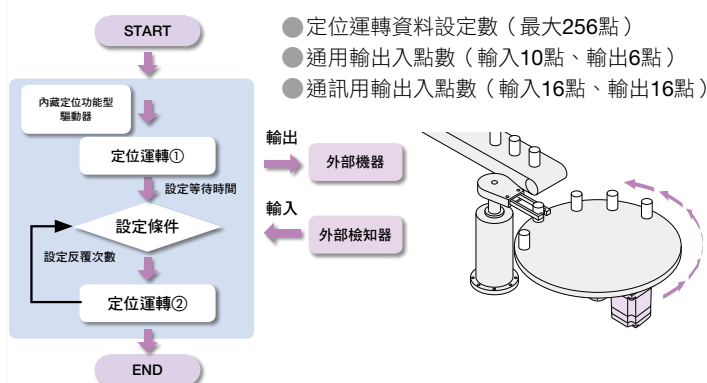 START
●定位運轉資料設定數（最大256點）
●通用輸出入點數（輸入10點、輸出6點）
●通訊用輸出入點數（輸入16點、輸出16點）
內藏定位功能型
驅動器
定位運轉①
輸出
外部機器
設定等待時間
設定條件
輸入
外部檢知器
設定反覆次數
定位運轉②
END